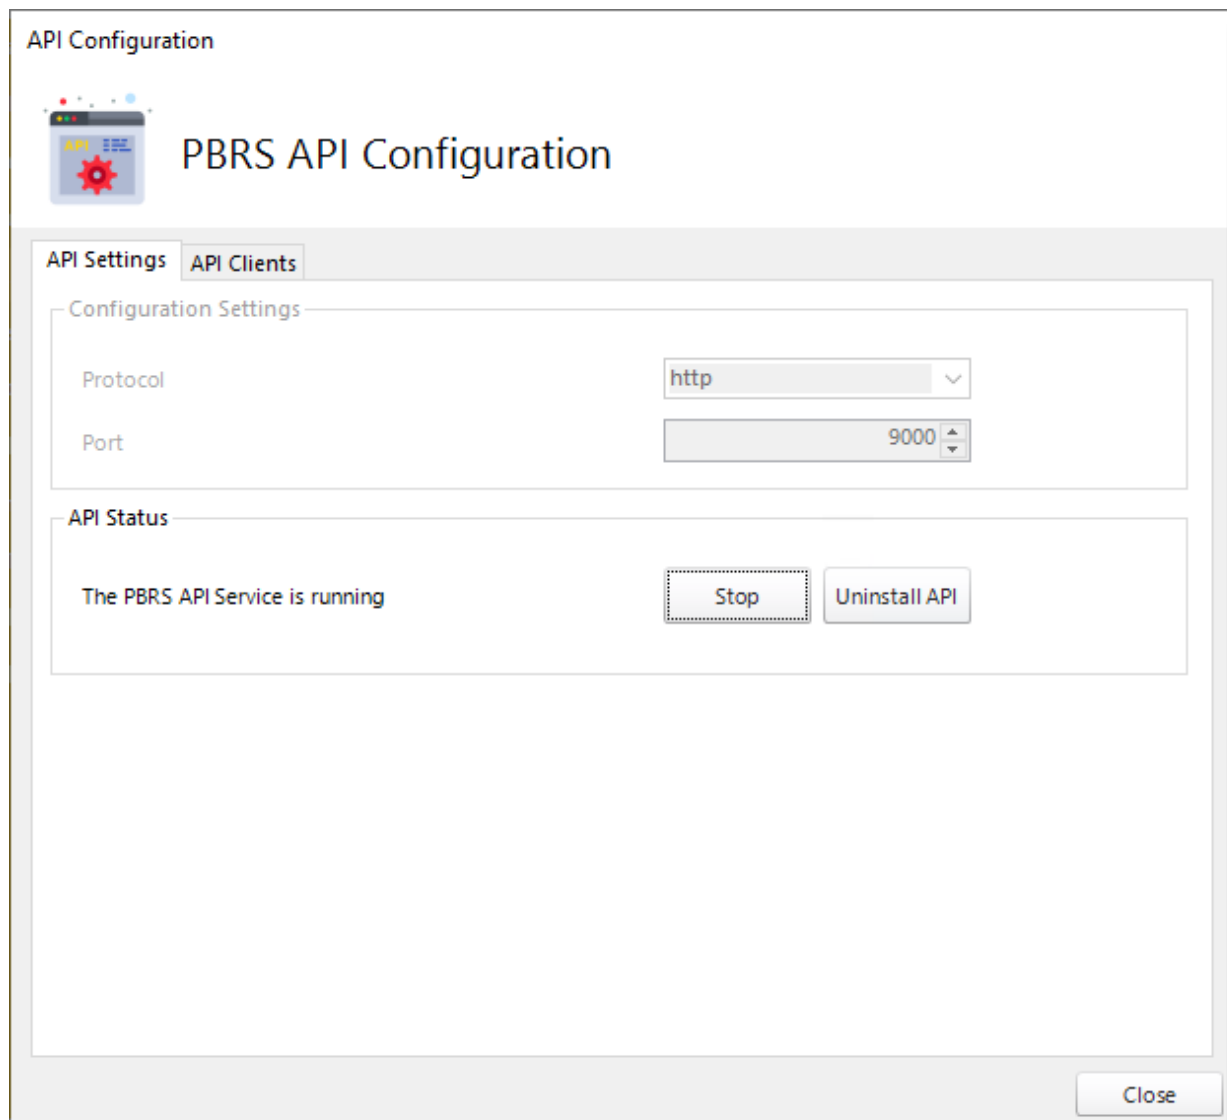 API Configuration
API
PBRS API Configuration
API Settings
API Clients
Configuration Settings
Protocol
http
Port
9000
API Status
The PBRS API Service is running
Stop
Uninstall API
Close